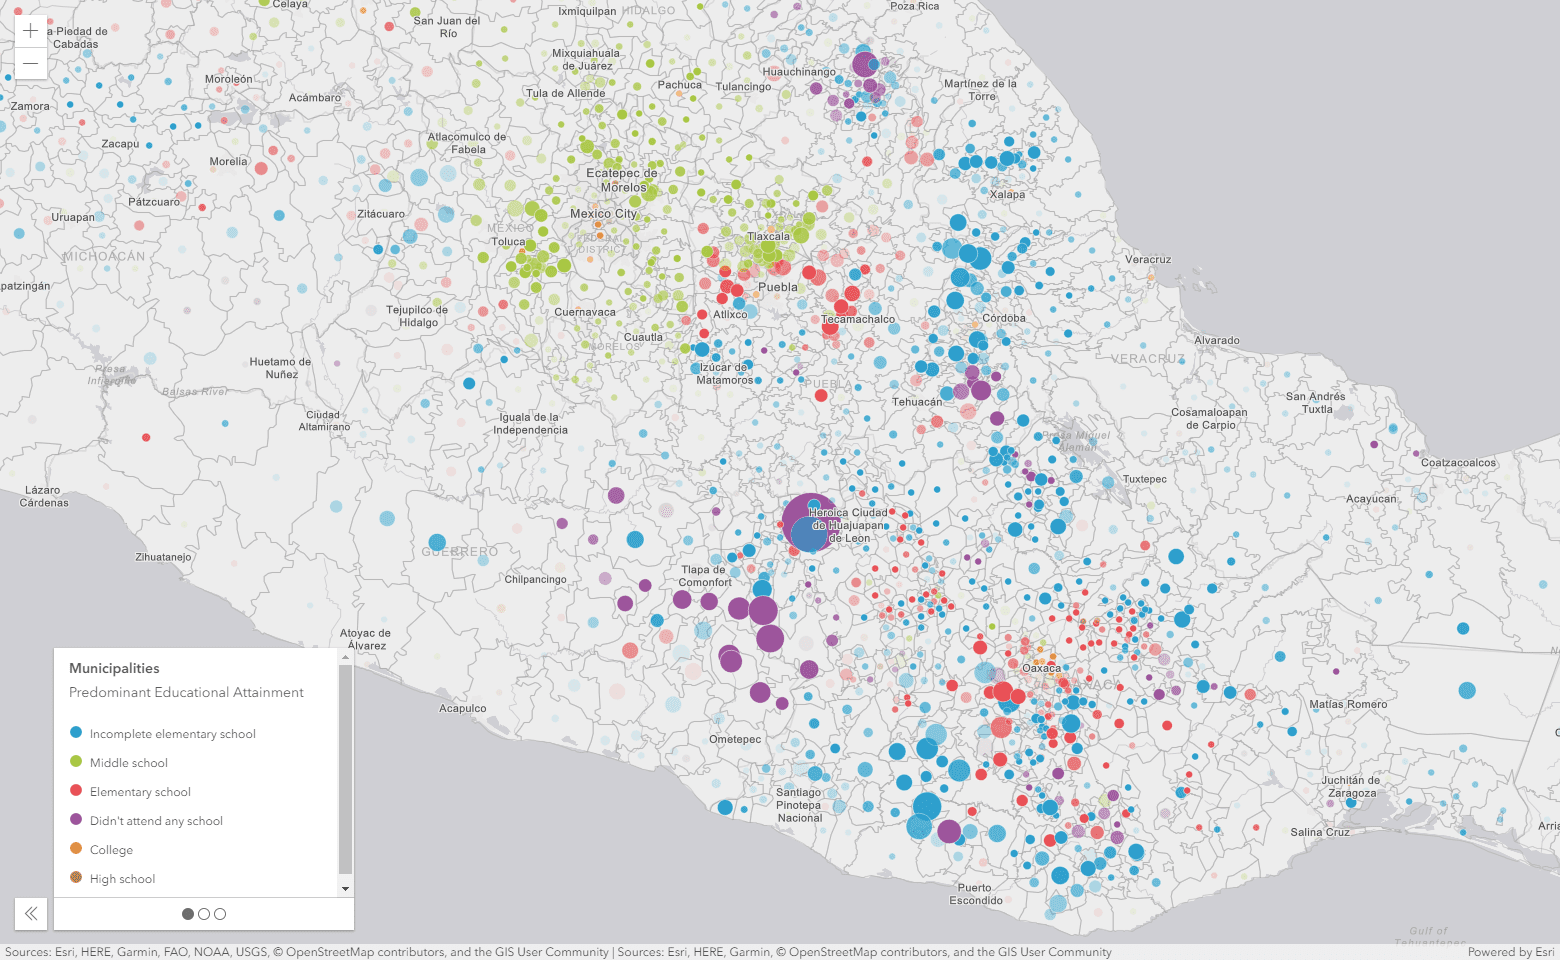 Celaya
Ixmiquilpan
HIDALGO
Poza Rica
San Juan del
Río
a Piedad de
Cabadas
Mixquiahuala
de Juárez
Huauchinango
Moroleón
Pachuca
Tulancingo
Martínez de la
Torre
Tula de Allende
Acámbaro
Zamora
Atlacomulco de
Fabela
Zacapu
Morelia
Ecatepec de
Morelos
Xalapa
Pátzcuaro
Zitácuaro
Mexico City
Uruapan
MÉXICO
Toluca
FEDERAL
DISTRICT
Tlaxcala
MICHOACÁN
Veracruz
patzingán
Puebla
Tejupilco de
Hidalgo
Cuernavaca
Atlixco
Tecamachalco
Córdoba
Cuautla
MORELOS
Alvarado
VERACRUZ
Huetamo de
Nuñez
Presa
Infiernillo
Izúcar de
Matamoros
PUEBLA
Balsas River
Tehuacán
San Andrés
Tuxtla
Ciudad
Altamirano
Iguala de la
Independencia
Cosamaloapan
de Carpio
Presa Miguel
Alemán
Coatzacoalcos
Lázaro
Cárdenas
Tuxtepec
Acayucan
Heroica Ciudad
de Huajuapan
de Leon
Zihuatanejo
GUERRERO
Chilpancingo
Tlapa de
Comonfort
Atoyac de
Álvarez
Oaxaca
Acapulco
Matías Romero
Ometepec
Juchitán de
Zaragoza
Santiago
Pinotepa
Nacional
Salina Cruz
Arria
Puerto
Escondido
Gulf of
Tehuantepec
Municipalities
Predominant Educational Attainment
Incomplete elementary school
Middle school
Elementary school
Didn't attend any school
College
High school
Sources: Esri, HERE, Garmin, FAO, NOAA, USGS, © OpenStreetMap contributors, and the GIS User Community | Sources: Esri, HERE, Garmin, © OpenStreetMap contributors, and the GIS User Community
Powered by Esri